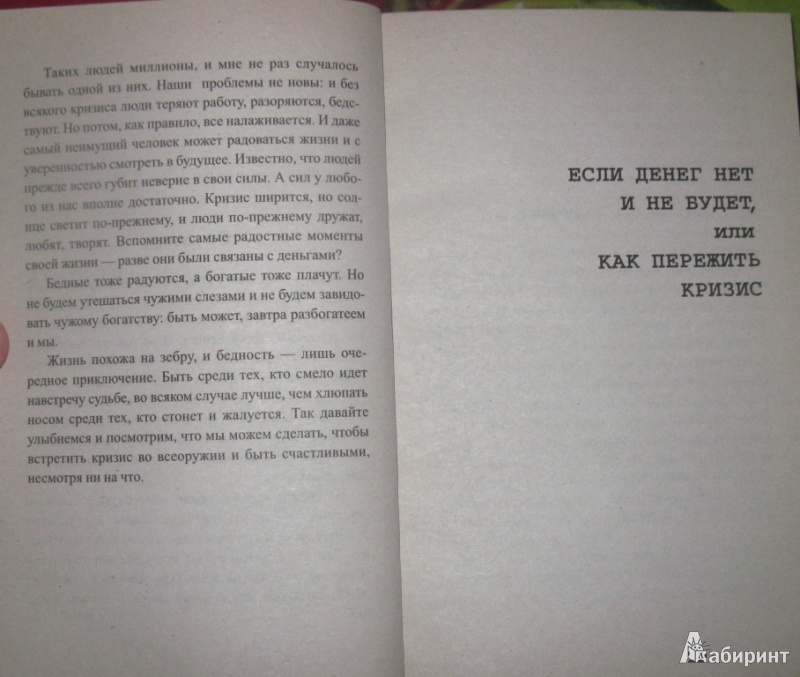 Таких людей миллионы, и мне не раз случалось
бывать одной из них. Наши проблемы не новы: и без
всякого кризиса люди теряют работу, разоряются, бедс-
твуют. Но потом, как правило, все налаживается. И даже
самый неимущий человек может радоваться жизни и с
уверенностью смотреть в будущее. Известно, что людей
прежде всего губит неверие в свои силы. А сил у любо-
го из нас вполне достаточно. Кризис ширится, но сол-
нце светит по-прежнему, и люди по-прежнему дружат,
любят, творят. Вспомните самые радостные моменты
своей жизни — разве они были связаны с деньгами?
Бедные тоже радуются, а богатые тоже плачут. Но
не будем утешаться чужими слезами и не будем завидо-
вать чужому богатству: быть может, завтра разбогатеем
и мы.
Жизнь похожа на зебру, и бедность — лишь оче-
редное приключение. Быть среди тех, кто смело идет
навстречу судьбе, во всяком случае лучше, чем хлюпать
носом среди тех, кто стонет и жалуется. Так давайте
улыбнемся и посмотрим, что мы можем сделать, чтобы
встретить кризис во всеоружии и быть счастливыми,
несмотря ни на что.
ЕСЛИ ДЕНЕГ НЕТ
И НЕ БУДЕТ,
или
КАК ПЕРЕЖИТЬ
КРИЗИС
Лабиринт